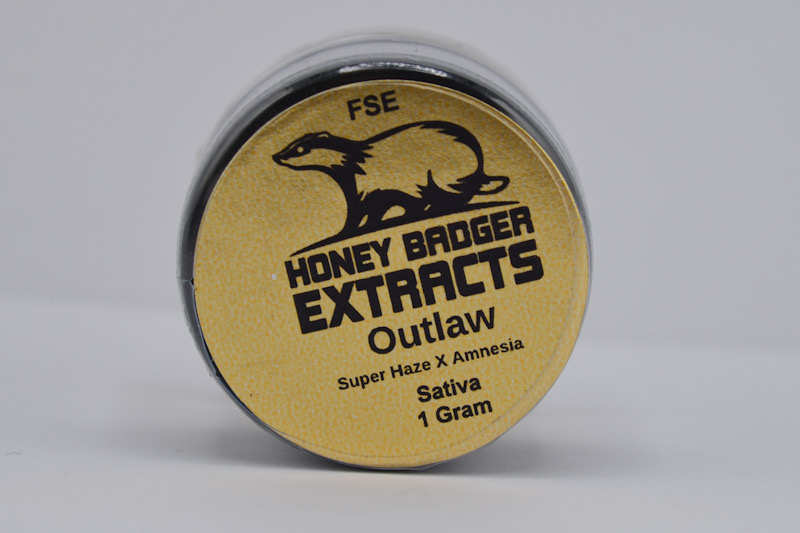 FSE
HONEY BADGER
EXTRACTS
Outlaw
Super Haze X Amnesia
Sativa
1 Gram